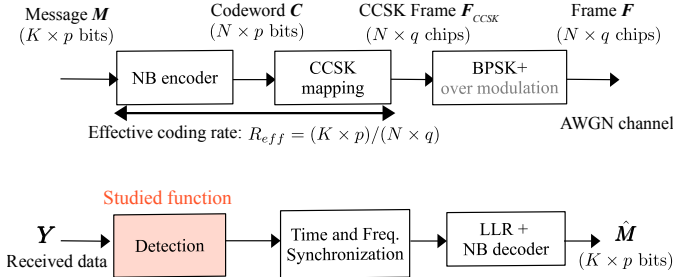 Message M
(K × p bits)
Codeword C
(N × p bits)
CCSK Frame F_CCSK
(N × q chips)
Frame F
(N × q chips)
NB encoder
CCSK
mapping
BPSK+
over modulation
Effective coding rate: R_eff = (K × p)/(N × q)
AWGN channel
Studied function
Y
Received data
Detection
Time and Freq.
Synchronization
LLR +
NB decoder
M̂
(K × p bits)